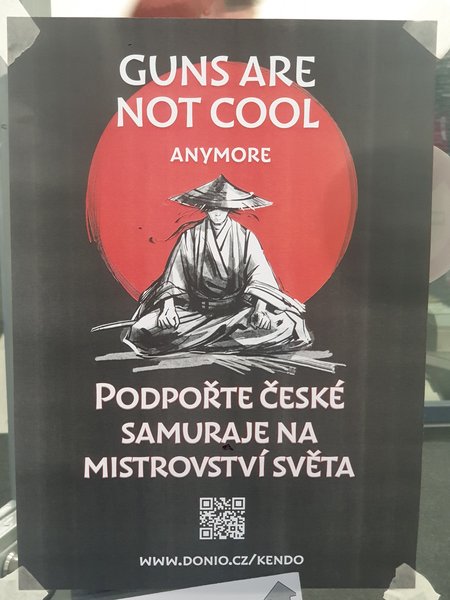 GUNS ARE
NOT COOL
ANYMORE
PODPOŘTE ČESKÉ
SAMURAJE NA
MISTROVSTVÍ SVĚTA
WWW.DONIO.CZ/KENDO